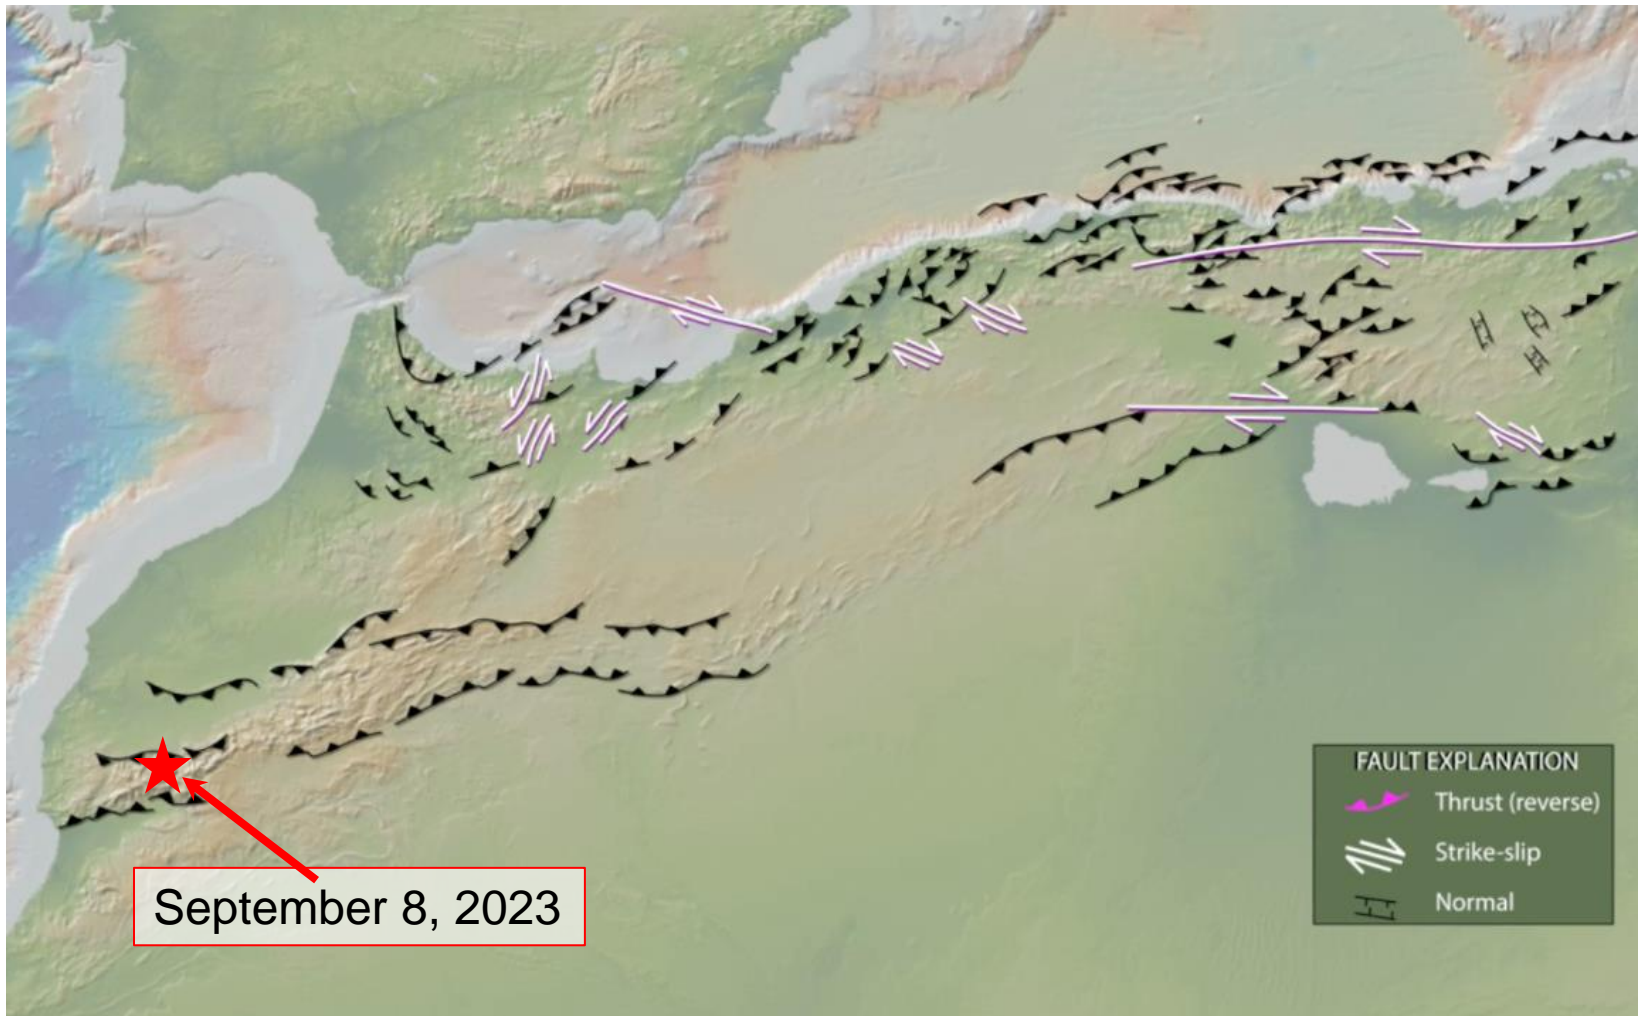 FAULT EXPLANATION
Thrust (reverse)
Strike-slip
Normal
September 8, 2023